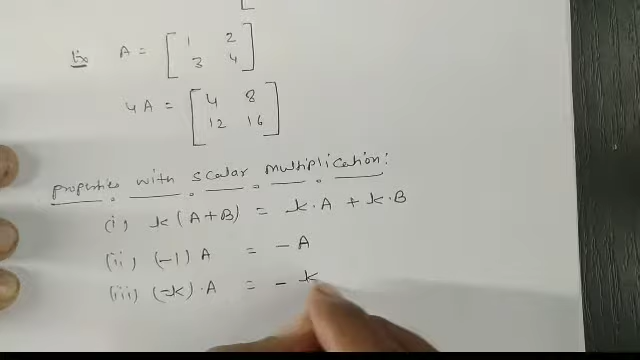 Ex A = [ 1 2
3 4 ]
4A = [ 4 8
12 16 ]
properties with scalar multiplication:
(i) k (A+B) = k·A + k·B
(ii) (-1) A = - A
(iii) (-k)·A = - k